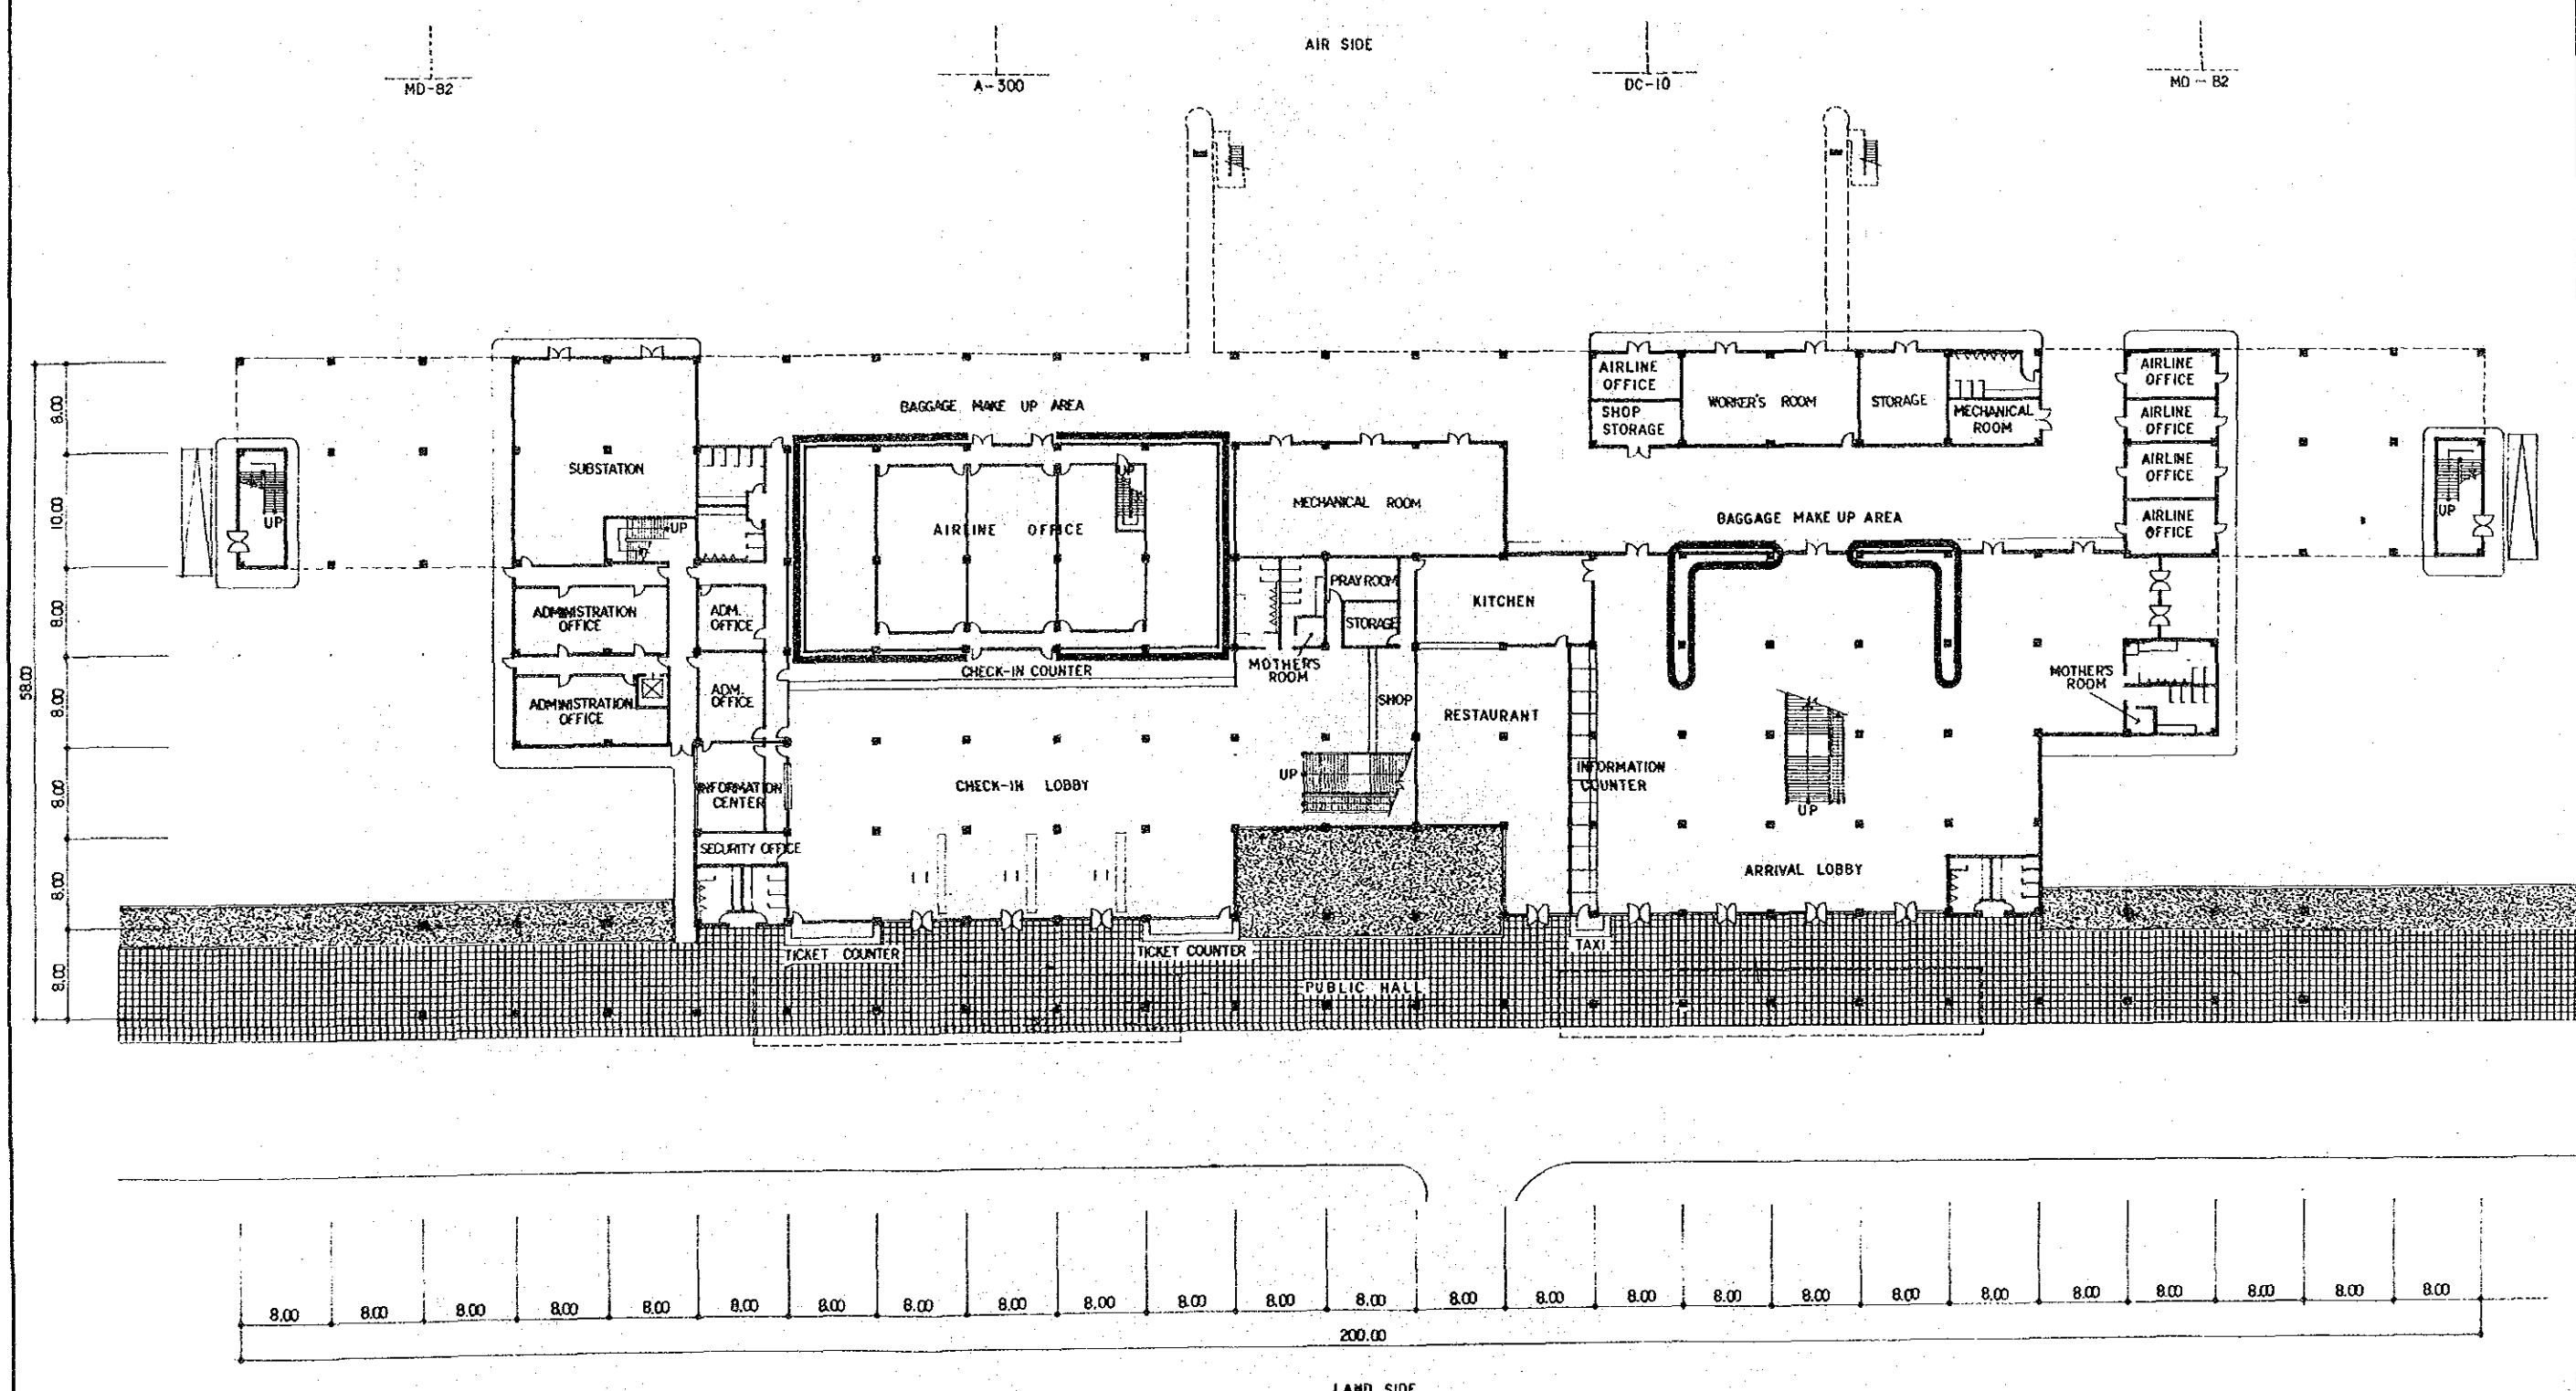 AIR SIDE
MD-82
A-300
DC-10
MD-82
AIRLINE
OFFICE
SHOP
STORAGE
WORKER'S ROOM
STORAGE
MECHANICAL
ROOM
AIRLINE
OFFICE
AIRLINE
OFFICE
AIRLINE
OFFICE
AIRLINE
OFFICE
BAGGAGE MAKE UP AREA
SUBSTATION
UP
UP
UP
AIRLINE OFFICE
MECHANICAL ROOM
BAGGAGE MAKE UP AREA
UP
ADMINISTRATION
OFFICE
ADM.
OFFICE
PRAY ROOM
STORAGE
KITCHEN
MOTHER'S
ROOM
CHECK-IN COUNTER
ADMINISTRATION
OFFICE
ADM.
OFFICE
SHOP
RESTAURANT
MOTHER'S
ROOM
INFORMATION
CENTER
CHECK-IN LOBBY
UP
INFORMATION
COUNTER
UP
SECURITY OFFICE
ARRIVAL LOBBY
TICKET COUNTER
TICKET COUNTER
TAXI
PUBLIC HALL
8.00
10.00
8.00
8.00
8.00
8.00
8.00
58.00
8.00 8.00 8.00 8.00 8.00 8.00 8.00 8.00 8.00 8.00 8.00 8.00 8.00 8.00 8.00 8.00 8.00 8.00 8.00 8.00 8.00 8.00 8.00 8.00 8.00
200.00
LAND SIDE